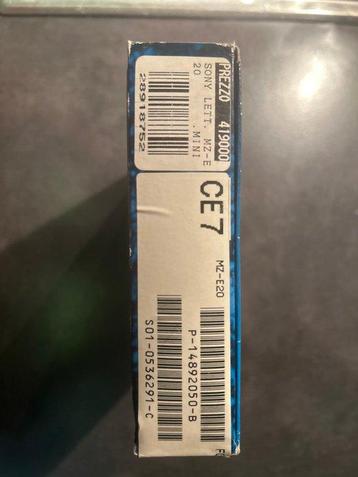 PREZZO 419000
SONY LETT. MZ-E
20 .MINI
28918752
CE7
MZ-E20
P-14892050-B
S01-0536291-C